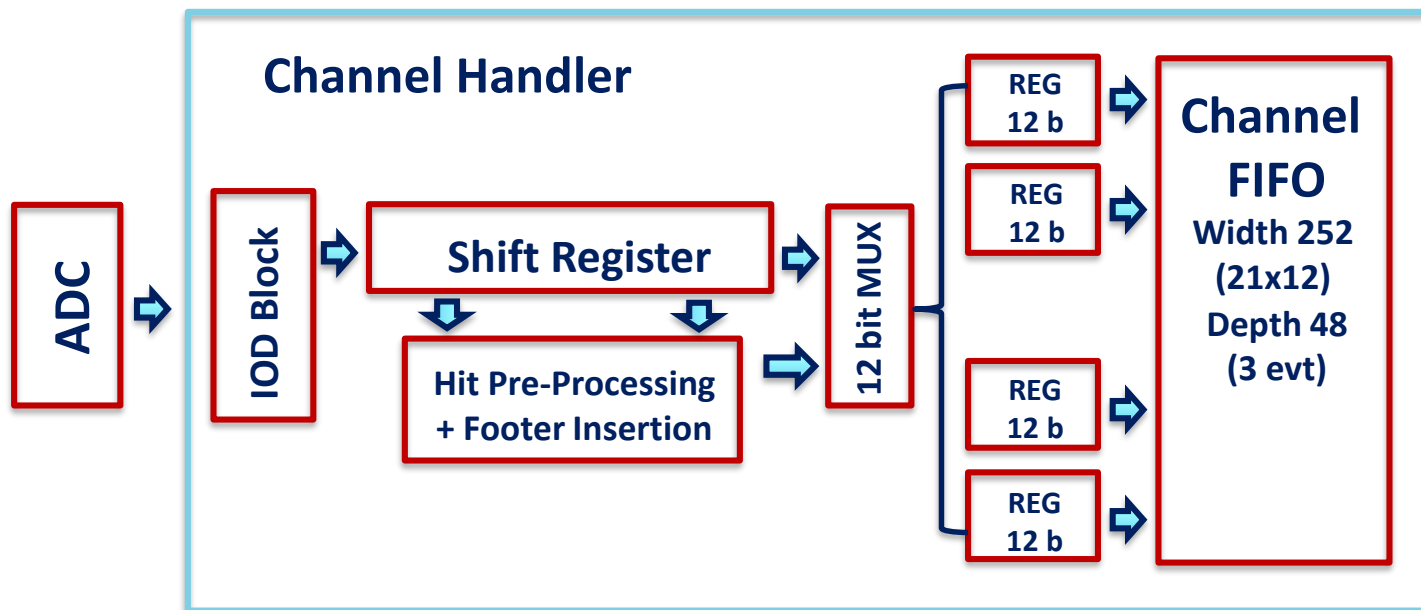 Channel Handler
ADC
IOD Block
Shift Register
Hit Pre-Processing
+ Footer Insertion
12 bit MUX
REG
12 b
REG
12 b
REG
12 b
REG
12 b
Channel
FIFO
Width 252
(21x12)
Depth 48
(3 evt)